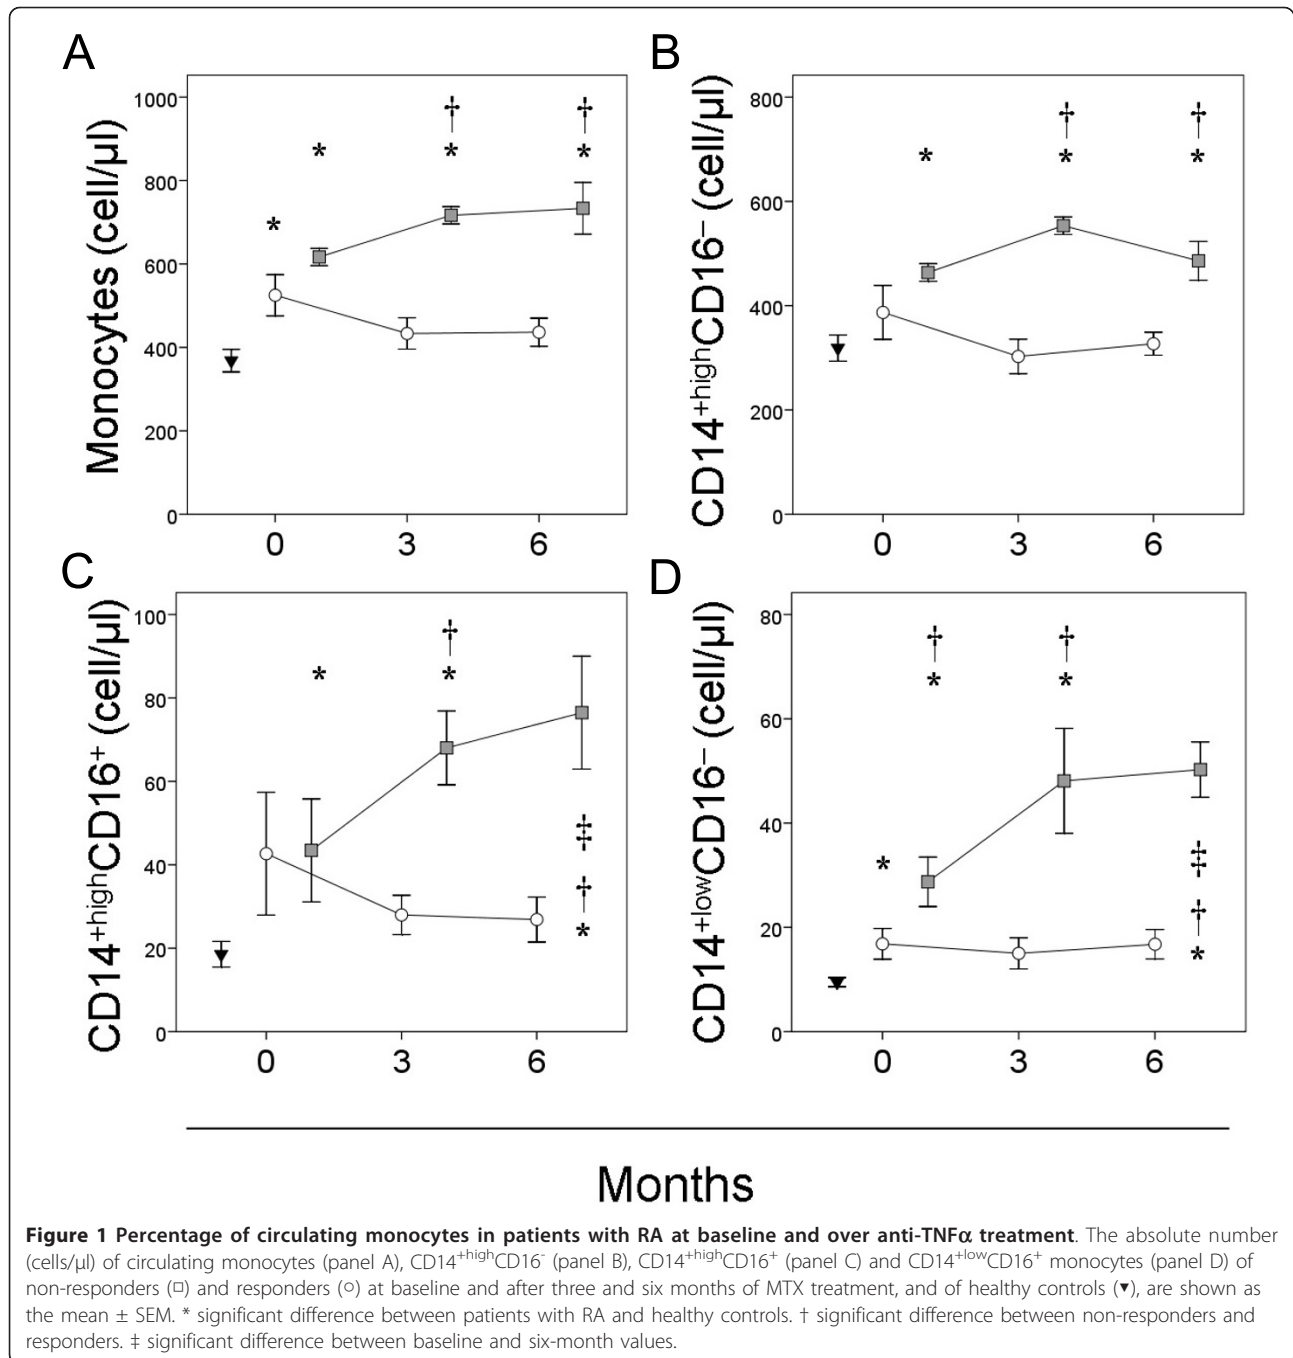 A
B
Monocytes (cell/µl)
1000
800
600
400
200
0
* * † * † *
0 3 6
CD14⁺ʰⁱᵍʰCD16⁻ (cell/µl)
800
600
400
200
0
* † * † *
0 3 6
C
D
CD14⁺ʰⁱᵍʰCD16⁺ (cell/µl)
100
80
60
40
20
0
* † * ‡ † *
0 3 6
CD14⁺ˡᵒʷCD16⁻ (cell/µl)
80
60
40
20
0
* † * † * ‡ † *
0 3 6
Months
Figure 1 Percentage of circulating monocytes in patients with RA at baseline and over anti-TNFα treatment. The absolute number
(cells/µl) of circulating monocytes (panel A), CD14⁺ʰⁱᵍʰCD16⁻ (panel B), CD14⁺ʰⁱᵍʰCD16⁺ (panel C) and CD14⁺ˡᵒʷCD16⁺ monocytes (panel D) of
non-responders (□) and responders (○) at baseline and after three and six months of MTX treatment, and of healthy controls (▼), are shown as
the mean ± SEM. * significant difference between patients with RA and healthy controls. † significant difference between non-responders and
responders. ‡ significant difference between baseline and six-month values.